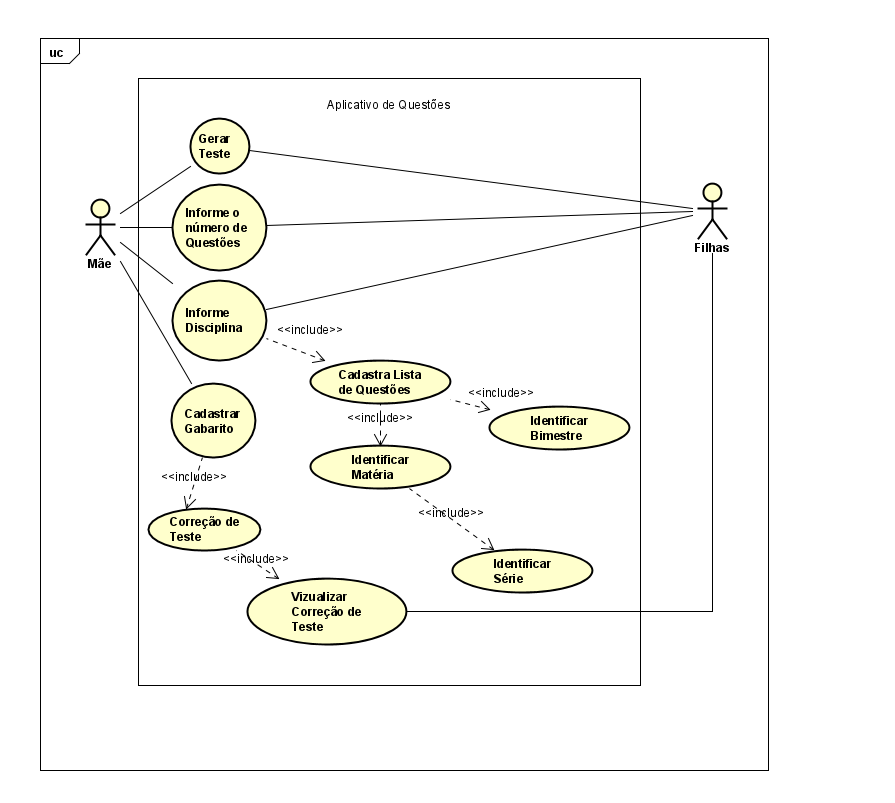 uc
Aplicativo de Questões
Gerar
Teste
Informe o
número de
Questões
Mãe
Filhas
Informe
Disciplina
<<include>>
Cadastra Lista
de Questões
<<include>>
<<include>>
Identificar
Bimestre
Cadastrar
Gabarito
Identificar
Matéria
<<include>>
<<include>>
Correção de
Teste
<<include>>
Identificar
Série
Vizualizar
Correção de
Teste